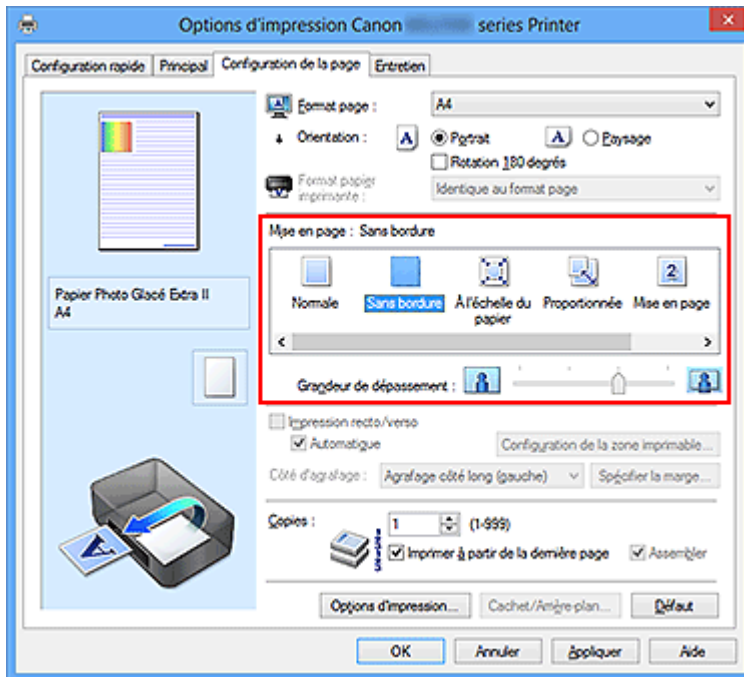 Options d'impression Canon series Printer
Configuration rapide Principal Configuration de la page Entretien
Format page : A4
Orientation : A Portrait A Paysage
Rotation 180 degrés
Format papier imprimante : Identique au format page
Mise en page : Sans bordure
Normale Sans bordure À l'échelle du papier Proportionnée 2 Mise en page
Grandeur de dépassement :
Papier Photo Glacé Extra II
A4
Impression recto/verso
Automatique Configuration de la zone imprimable...
Côté d'agrafage : Agrafage côté long (gauche) Spécifier la marge...
Copies : 1 (1-999)
Imprimer à partir de la dernière page Assembler
Options d'impression... Cachet/Arrière-plan... Défaut
OK Annuler Appliquer Aide